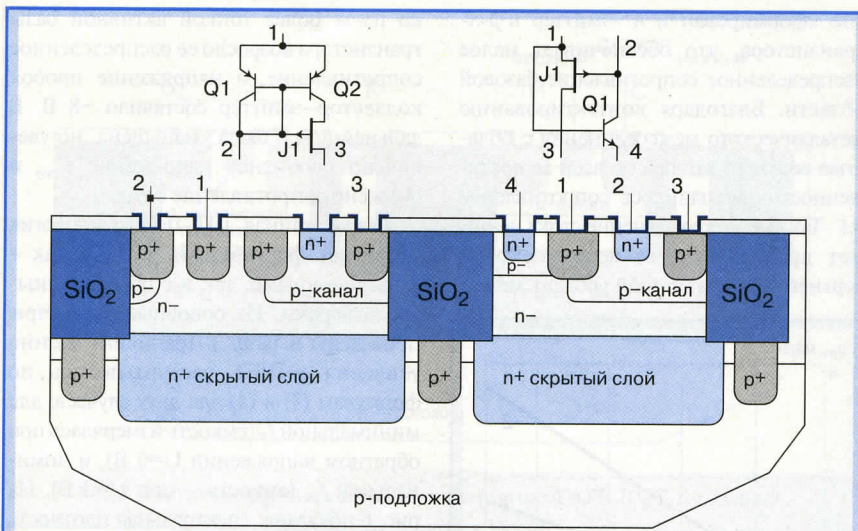 1
Q1
Q2
2
J1
3
1
2
J1
Q1
3
4
2
1
3
4
1
2
3
SiO2
p+
p+
p+
n+
p+
SiO2
n+
p+
n+
p+
SiO2
p-
n-
p-канал
p-
n-
p-канал
p+
n+ скрытый слой
p+
n+ скрытый слой
p+
p-подложка